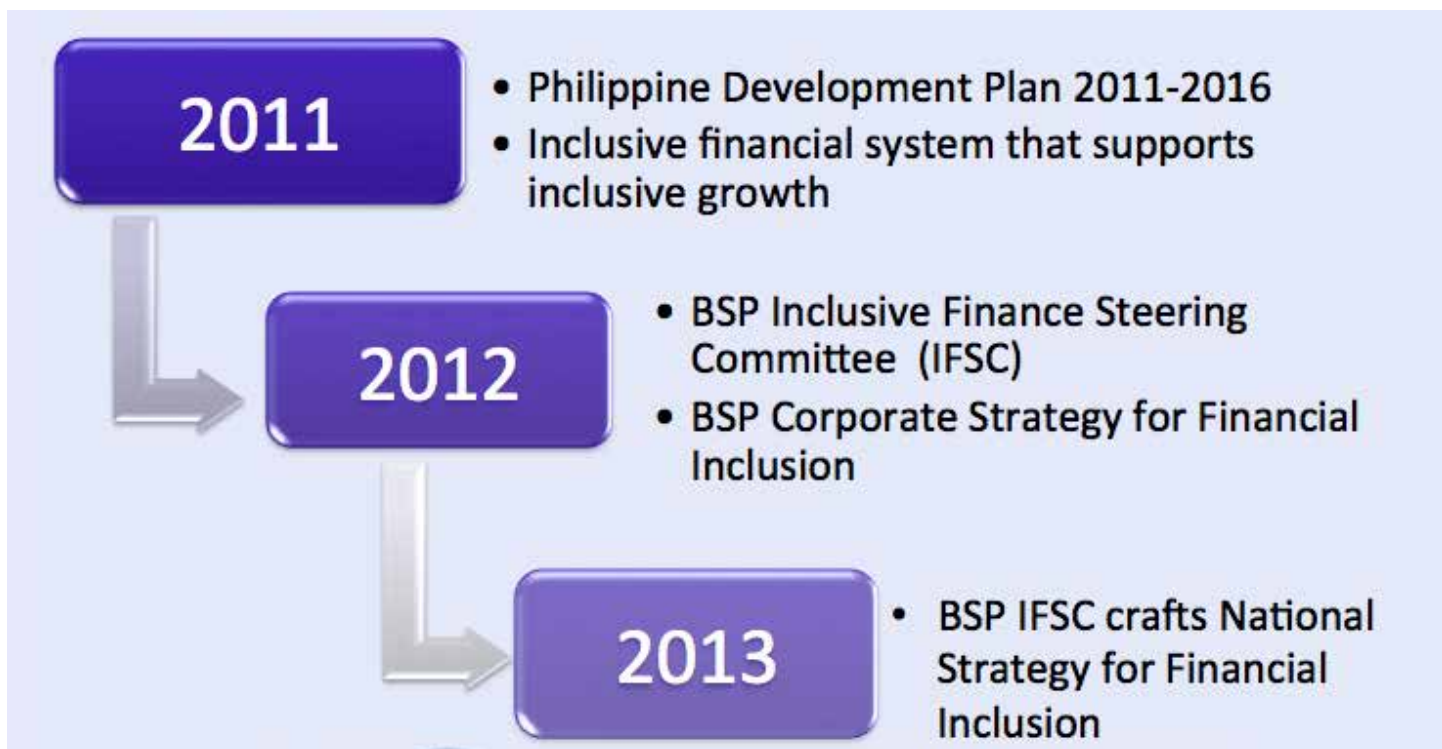 2011
• Philippine Development Plan 2011-2016
• Inclusive financial system that supports
inclusive growth
2012
• BSP Inclusive Finance Steering
Committee (IFSC)
• BSP Corporate Strategy for Financial
Inclusion
2013
• BSP IFSC crafts National
Strategy for Financial
Inclusion